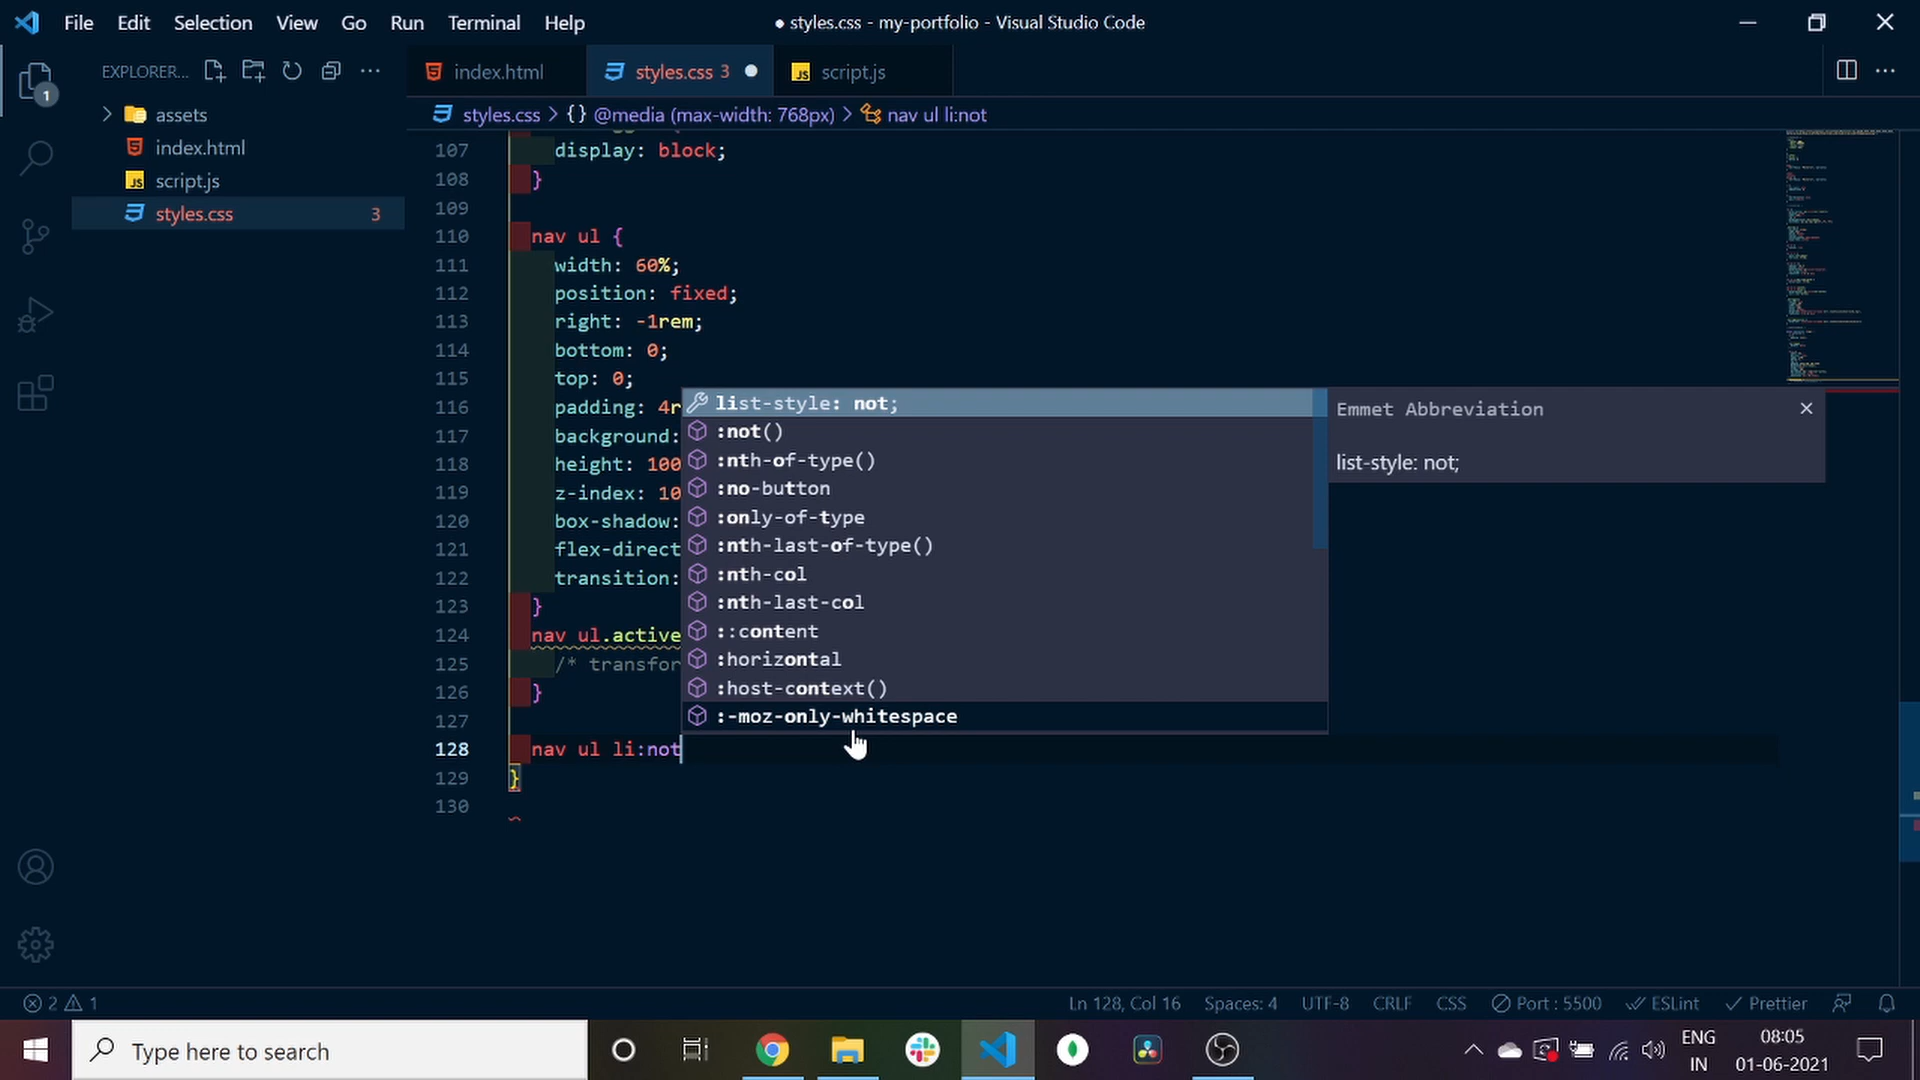 File Edit Selection View Go Run Terminal Help
● styles.css - my-portfolio - Visual Studio Code
EXPLORER...
index.html
styles.css 3
script.js
styles.css > {} @media (max-width: 768px) > nav ul li:not
1
assets
index.html
script.js
styles.css 3
107 display: block;
108 }
109
110 nav ul {
111 width: 60%;
112 position: fixed;
113 right: -1rem;
114 bottom: 0;
115 top: 0;
116 padding: 4r
117 background:
118 height: 100
119 z-index: 10
120 box-shadow:
121 flex-direct
122 transition:
123 }
124 nav ul.active
125 /* transfor
126 }
127
128 nav ul li:not
129 }
130
list-style: not;
:not()
:nth-of-type()
:no-button
:only-of-type
:nth-last-of-type()
:nth-col
:nth-last-col
::content
:horizontal
:host-context()
:-moz-only-whitespace
Emmet Abbreviation
list-style: not;
2 1
Ln 128, Col 16 Spaces: 4 UTF-8 CRLF CSS Port : 5500 ESLint Prettier
Type here to search
ENG
IN
08:05
01-06-2021